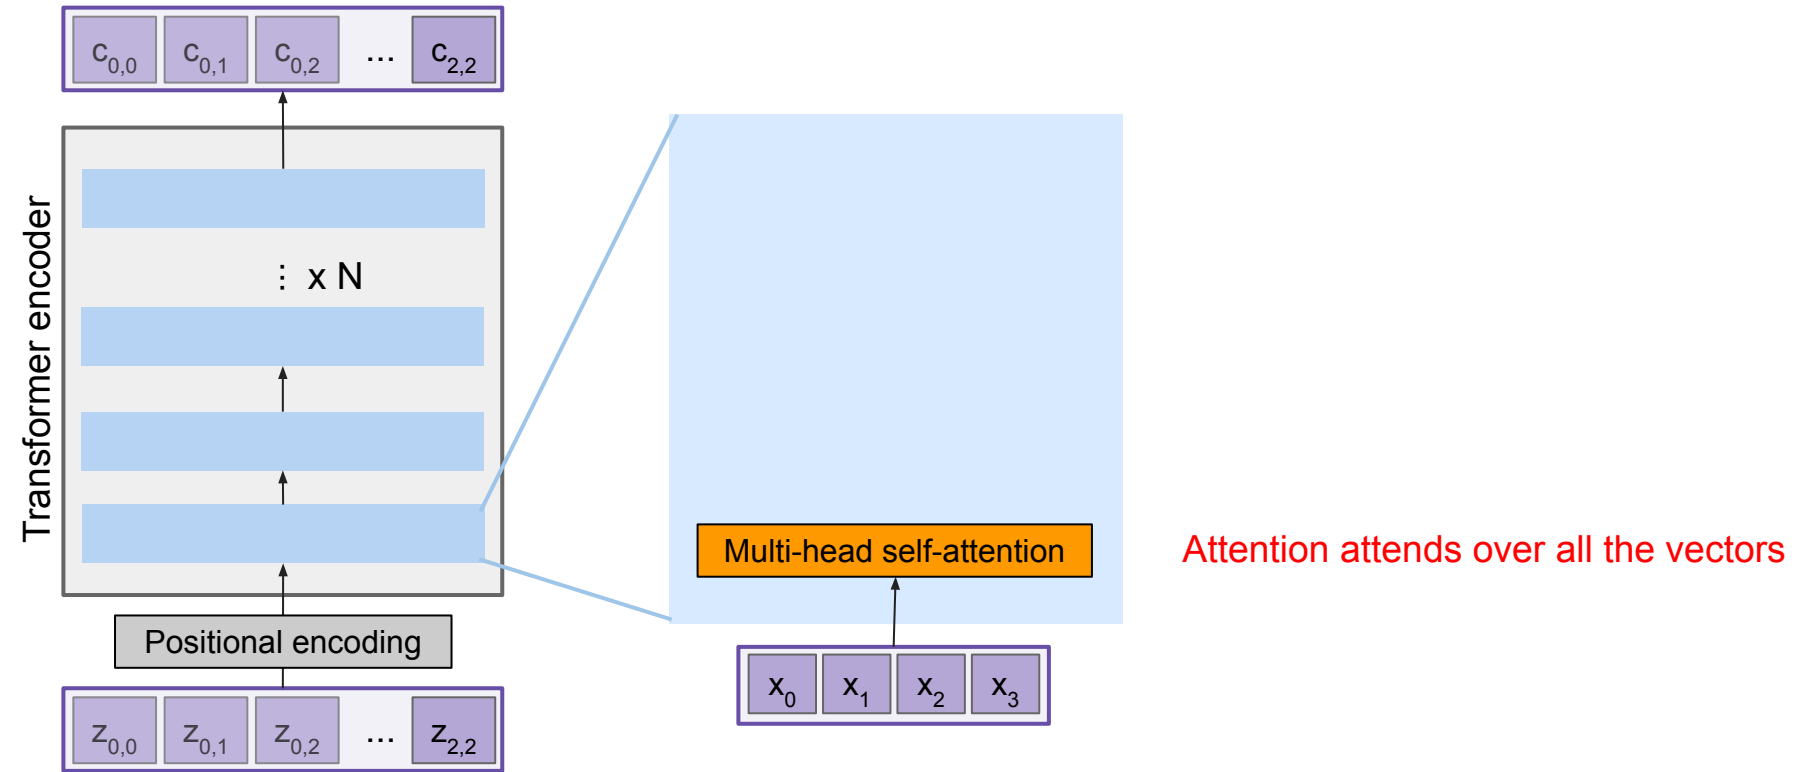 c0,0 c0,1 c0,2 ... c2,2
Transformer encoder
⋮ x N
Multi-head self-attention
Attention attends over all the vectors
Positional encoding
x0 x1 x2 x3
z0,0 z0,1 z0,2 ... z2,2